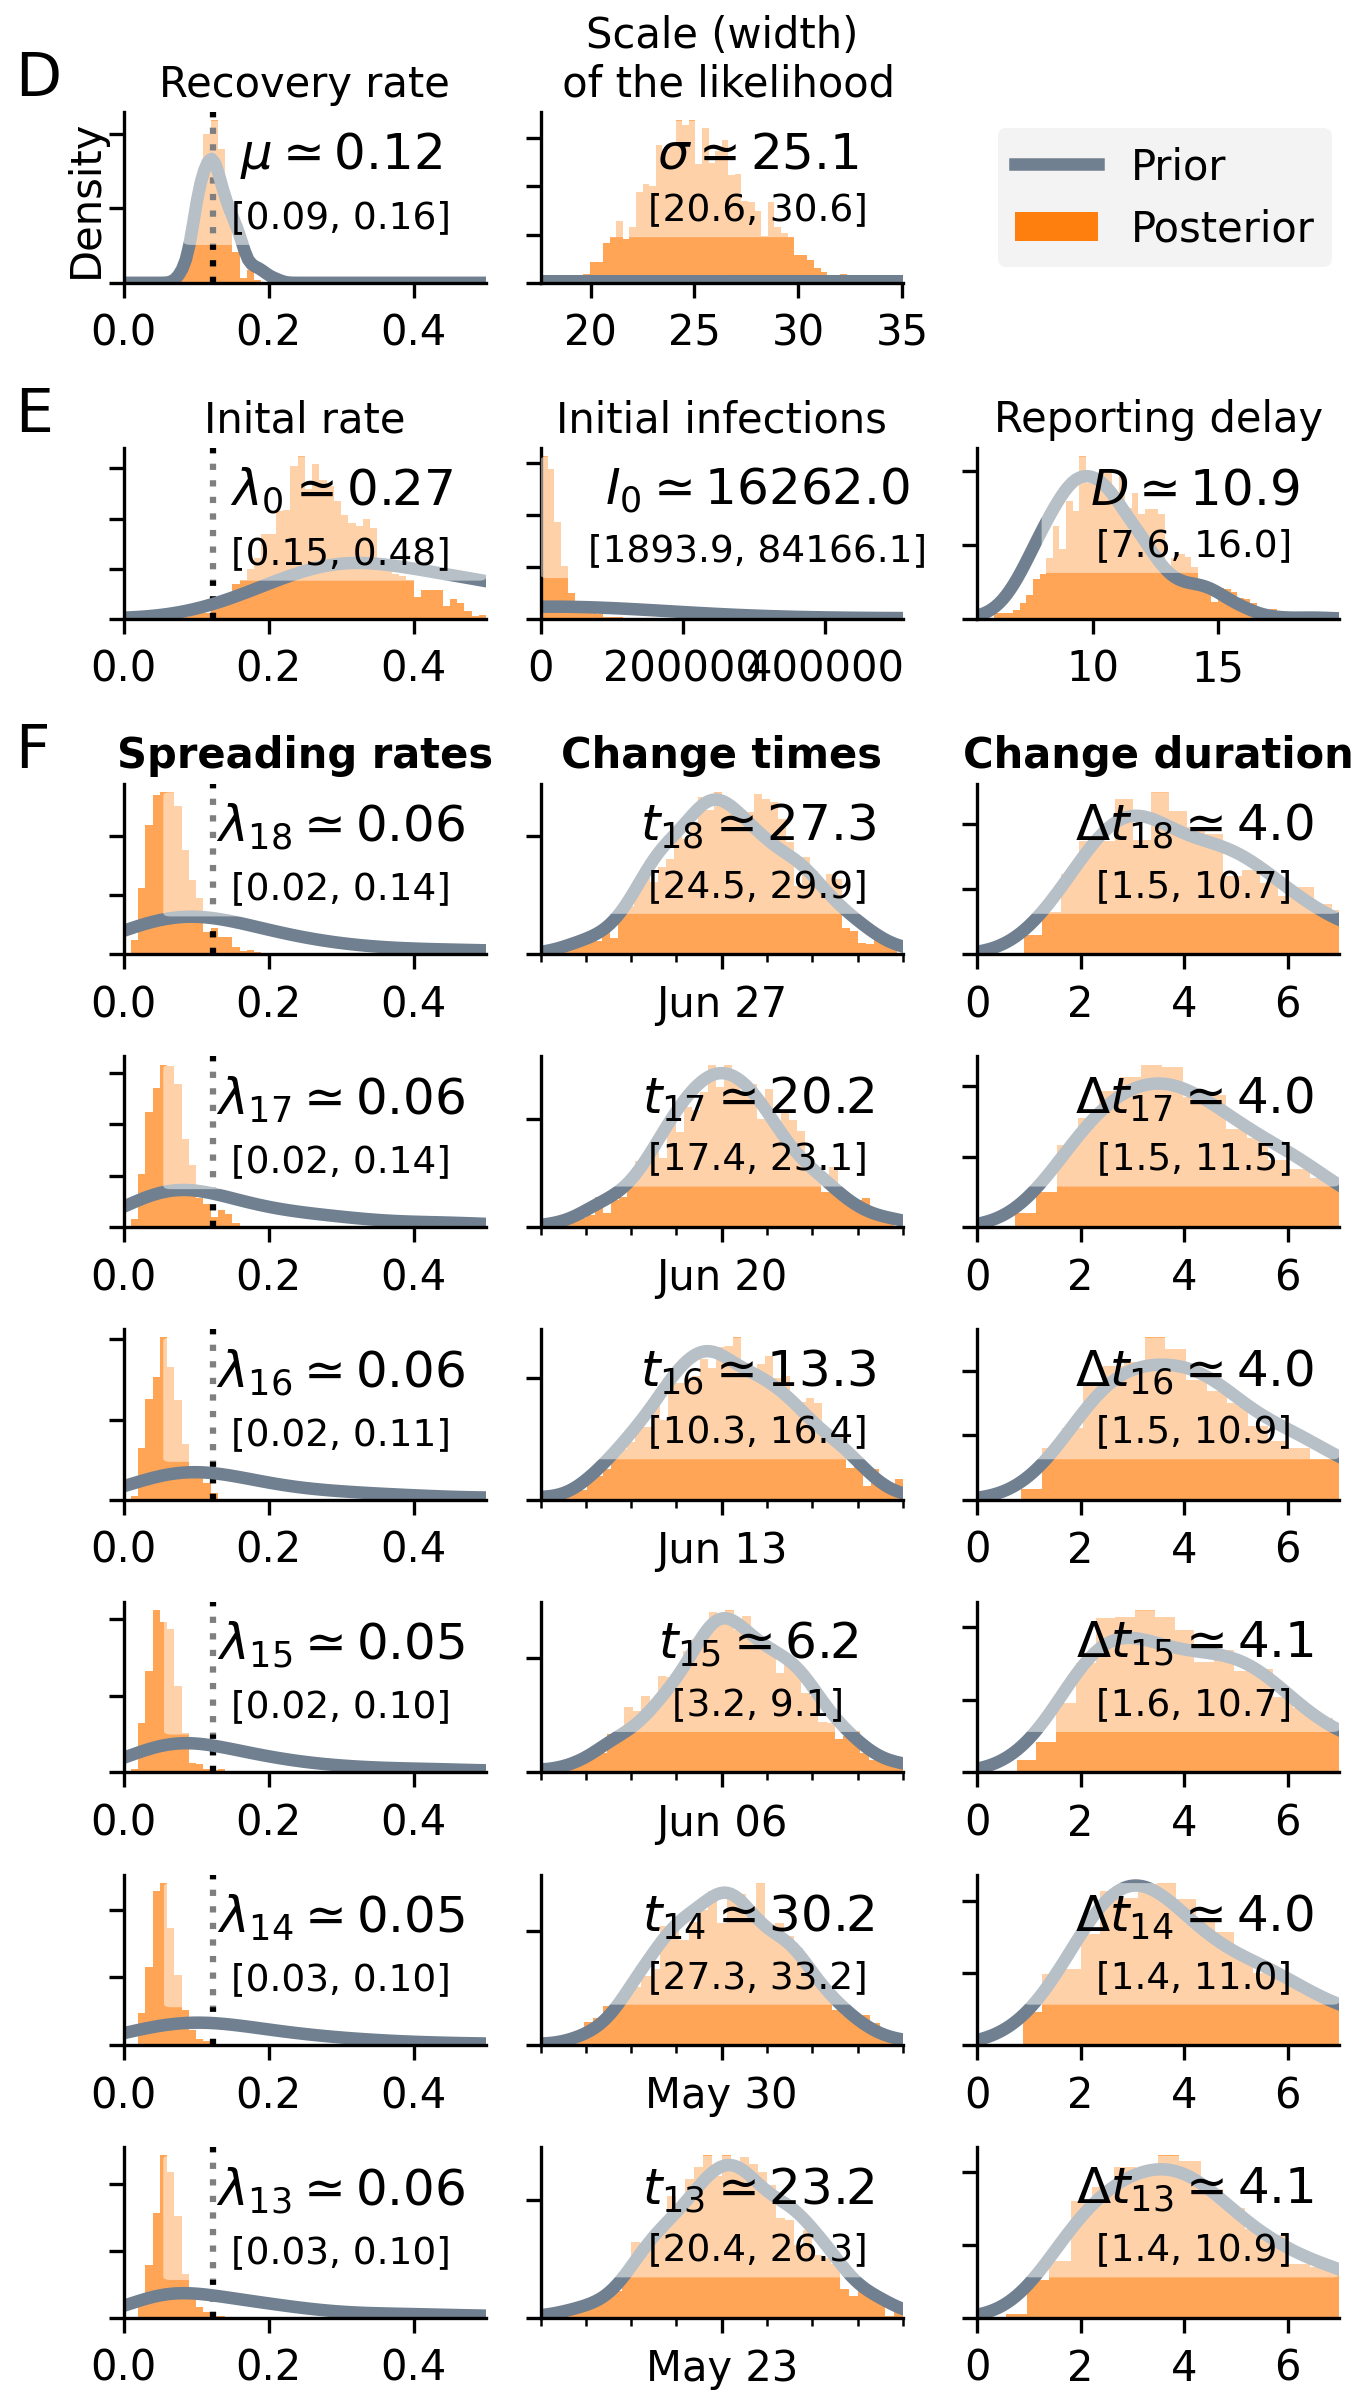 Scale (width)
of the likelihood
D
Recovery rate
Density
μ ≃ 0.12
[0.09, 0.16]
σ ≃ 25.1
[20.6, 30.6]
Prior
Posterior
0.0 0.2 0.4
20 25 30 35
E
Inital rate
Initial infections
Reporting delay
λ0 ≃ 0.27
[0.15, 0.48]
I0 ≃ 16262.0
[1893.9, 84166.1]
D ≃ 10.9
[7.6, 16.0]
0.0 0.2 0.4
0 200000 400000
10 15
F
Spreading rates
Change times
Change duration
λ18 ≃ 0.06
[0.02, 0.14]
t18 ≃ 27.3
[24.5, 29.9]
Δt18 ≃ 4.0
[1.5, 10.7]
0.0 0.2 0.4
Jun 27
0 2 4 6
λ17 ≃ 0.06
[0.02, 0.14]
t17 ≃ 20.2
[17.4, 23.1]
Δt17 ≃ 4.0
[1.5, 11.5]
0.0 0.2 0.4
Jun 20
0 2 4 6
λ16 ≃ 0.06
[0.02, 0.11]
t16 ≃ 13.3
[10.3, 16.4]
Δt16 ≃ 4.0
[1.5, 10.9]
0.0 0.2 0.4
Jun 13
0 2 4 6
λ15 ≃ 0.05
[0.02, 0.10]
t15 ≃ 6.2
[3.2, 9.1]
Δt15 ≃ 4.1
[1.6, 10.7]
0.0 0.2 0.4
Jun 06
0 2 4 6
λ14 ≃ 0.05
[0.03, 0.10]
t14 ≃ 30.2
[27.3, 33.2]
Δt14 ≃ 4.0
[1.4, 11.0]
0.0 0.2 0.4
May 30
0 2 4 6
λ13 ≃ 0.06
[0.03, 0.10]
t13 ≃ 23.2
[20.4, 26.3]
Δt13 ≃ 4.1
[1.4, 10.9]
0.0 0.2 0.4
May 23
0 2 4 6